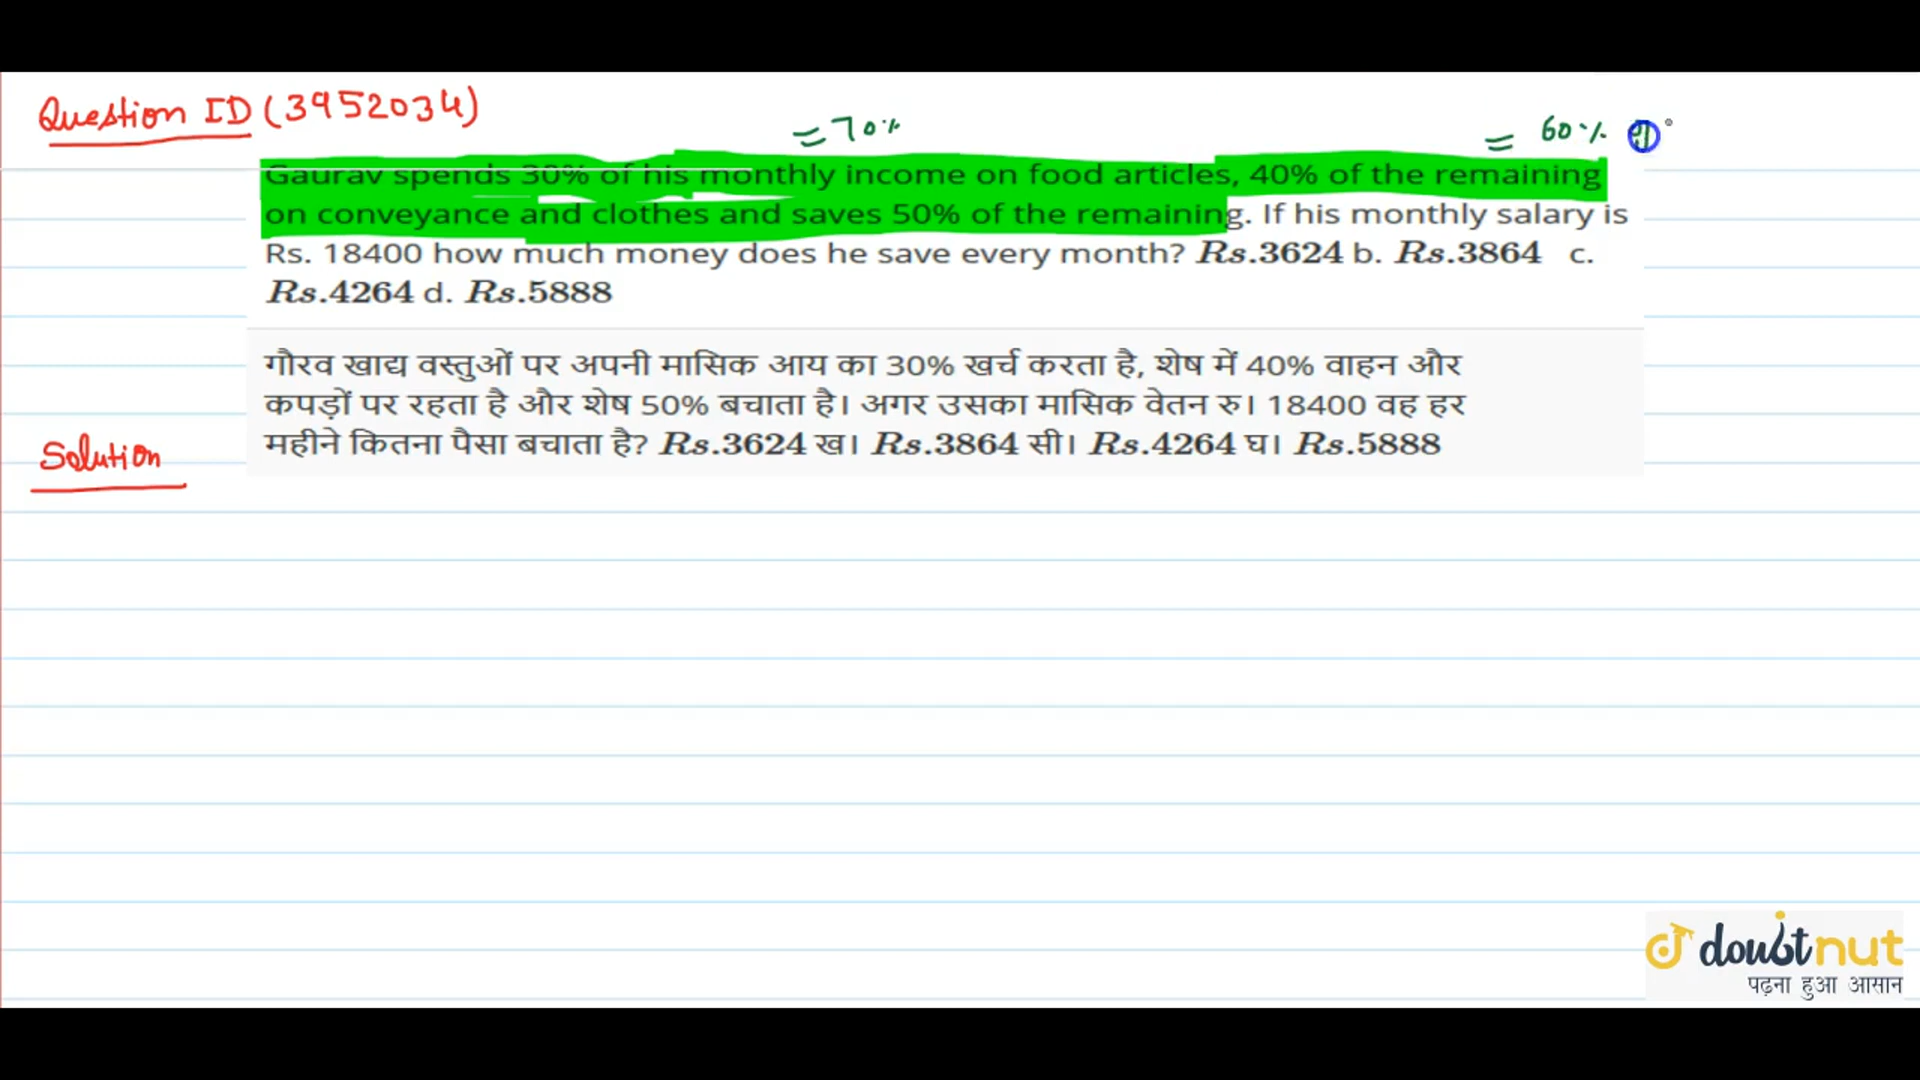 Question ID (3952034)
= 70%
= 60%
Gaurav spends 30% of his monthly income on food articles, 40% of the remaining
on conveyance and clothes and saves 50% of the remaining. If his monthly salary is
Rs. 18400 how much money does he save every month? Rs.3624 b. Rs.3864 c.
Rs.4264 d. Rs.5888
गौरव खाद्य वस्तुओं पर अपनी मासिक आय का 30% खर्च करता है, शेष में 40% वाहन और
कपड़ों पर रहता है और शेष 50% बचाता है। अगर उसका मासिक वेतन रु। 18400 वह हर
महीने कितना पैसा बचाता है? Rs.3624 ख। Rs.3864 सी। Rs.4264 घ। Rs.5888
Solution
doubtnut
पढ़ना हुआ आसान